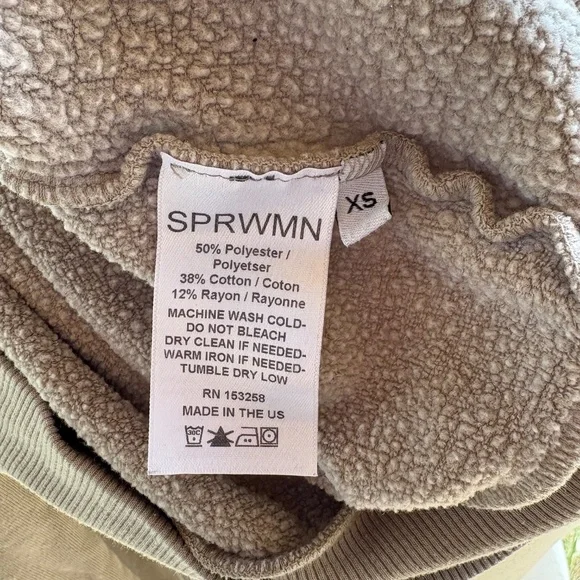 SPRWMN
XS
50% Polyester /
Polyetser
38% Cotton / Coton
12% Rayon / Rayonne
MACHINE WASH COLD-
DO NOT BLEACH
DRY CLEAN IF NEEDED-
WARM IRON IF NEEDED-
TUMBLE DRY LOW
RN 153258
MADE IN THE US
30C